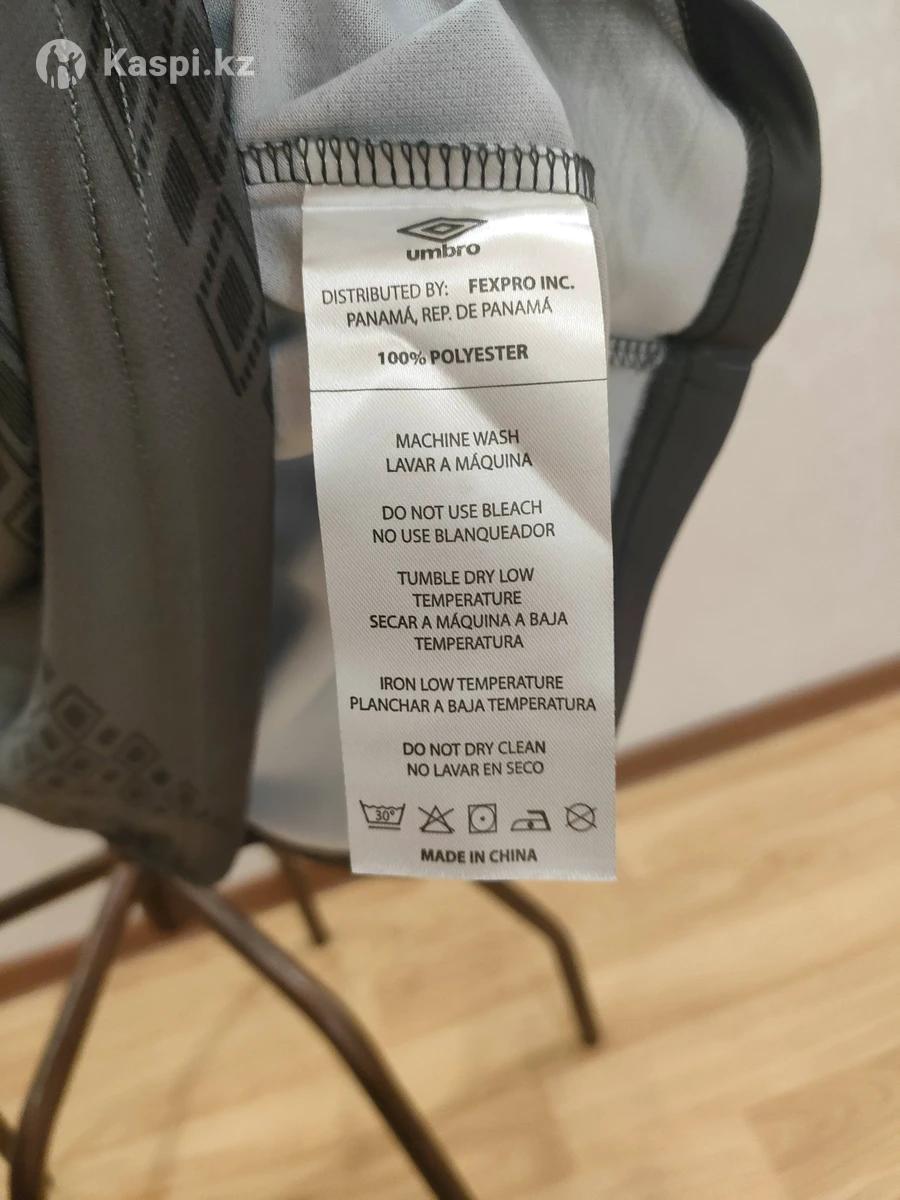 Kaspi.kz
umbro
DISTRIBUTED BY: FEXPRO INC.
PANAMÁ, REP. DE PANAMÁ
100% POLYESTER
MACHINE WASH
LAVAR A MÁQUINA
DO NOT USE BLEACH
NO USE BLANQUEADOR
TUMBLE DRY LOW
TEMPERATURE
SECAR A MÁQUINA A BAJA
TEMPERATURA
IRON LOW TEMPERATURE
PLANCHAR A BAJA TEMPERATURA
DO NOT DRY CLEAN
NO LAVAR EN SECO
30°
MADE IN CHINA